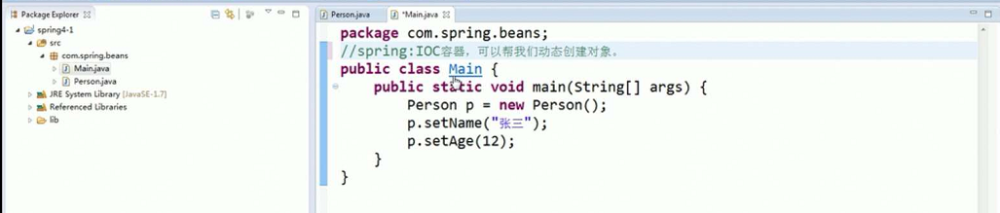 Package Explorer
spring4-1
src
com.spring.beans
Main.java
Person.java
JRE System Library [JavaSE-1.7]
Referenced Libraries
lib
Person.java
*Main.java
package com.spring.beans;
//spring:IOC容器，可以帮我们动态创建对象。
public class Main {
public static void main(String[] args) {
Person p = new Person();
p.setName("张三");
p.setAge(12);
}
}